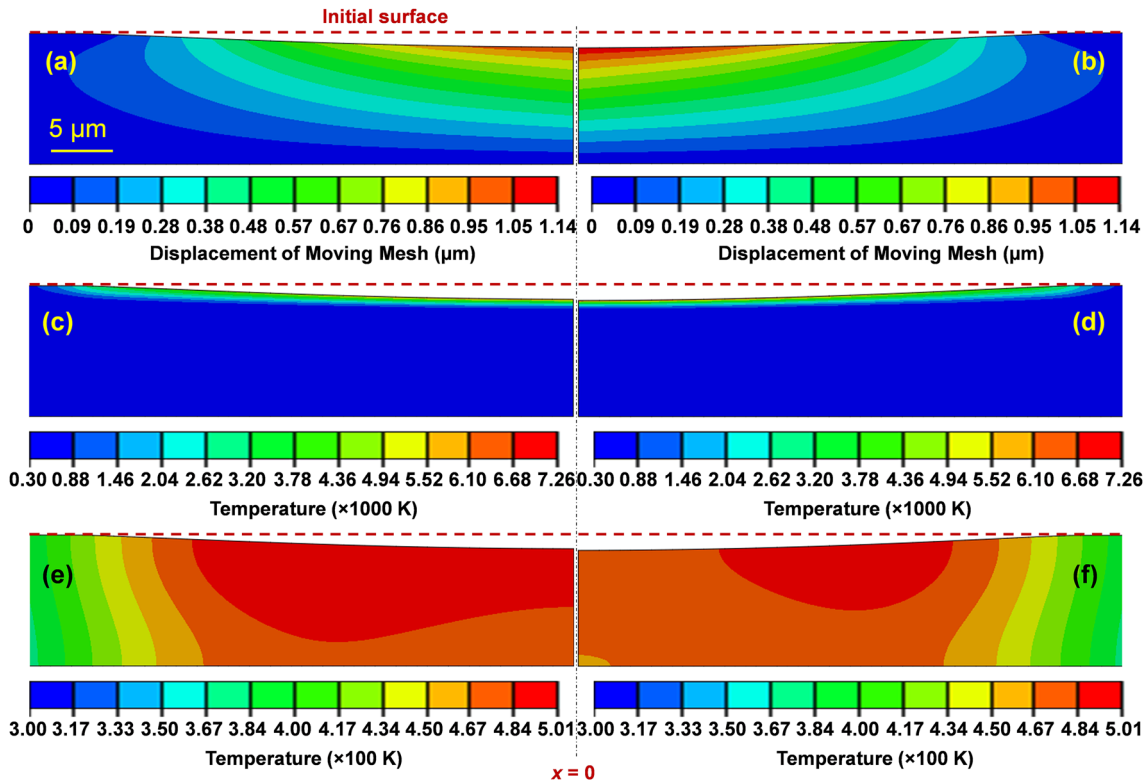 Initial surface
(a) (b)
5 µm
0 0.09 0.19 0.28 0.38 0.48 0.57 0.67 0.76 0.86 0.95 1.05 1.14 0 0.09 0.19 0.28 0.38 0.48 0.57 0.67 0.76 0.86 0.95 1.05 1.14
Displacement of Moving Mesh (µm) Displacement of Moving Mesh (µm)
(c) (d)
0.30 0.88 1.46 2.04 2.62 3.20 3.78 4.36 4.94 5.52 6.10 6.68 7.26 0.30 0.88 1.46 2.04 2.62 3.20 3.78 4.36 4.94 5.52 6.10 6.68 7.26
Temperature (×1000 K) Temperature (×1000 K)
(e) (f)
3.00 3.17 3.33 3.50 3.67 3.84 4.00 4.17 4.34 4.50 4.67 4.84 5.01 3.00 3.17 3.33 3.50 3.67 3.84 4.00 4.17 4.34 4.50 4.67 4.84 5.01
Temperature (×100 K) Temperature (×100 K)
x = 0